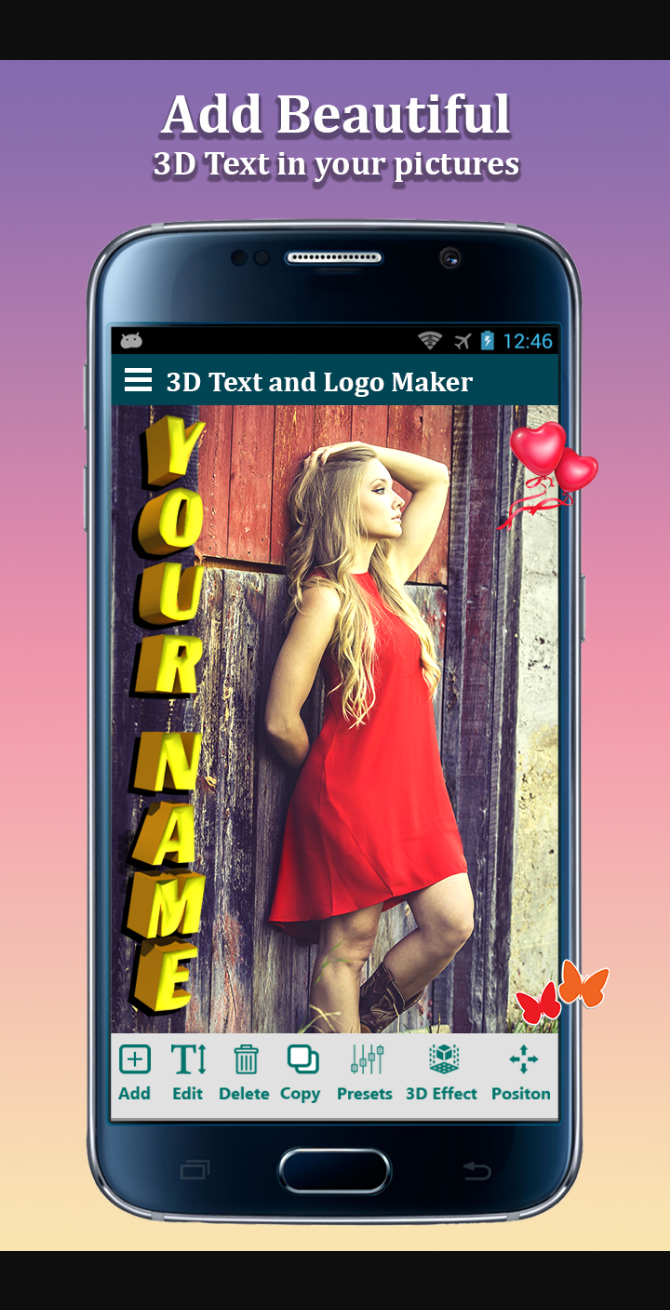 Add Beautiful
3D Text in your pictures
12:46
3D Text and Logo Maker
YOUR NAME
Add Edit Delete Copy Presets 3D Effect Positon